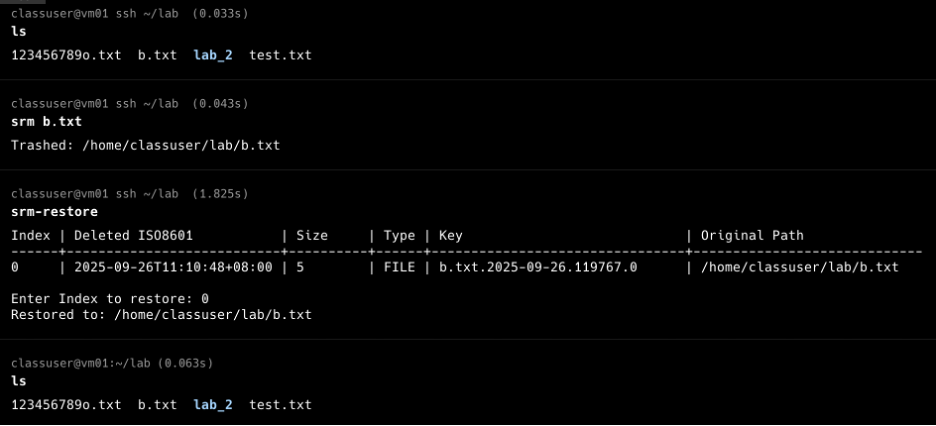 classuser@vm01 ssh ~/lab (0.033s)
ls
123456789o.txt  b.txt  lab_2  test.txt
classuser@vm01 ssh ~/lab (0.043s)
srm b.txt
Trashed: /home/classuser/lab/b.txt
classuser@vm01 ssh ~/lab (1.825s)
srm-restore
Index | Deleted ISO8601           | Size     | Type | Key                           | Original Path
------+---------------------------+----------+------+-------------------------------+----------------------------
0     | 2025-09-26T11:10:48+08:00 | 5        | FILE | b.txt.2025-09-26.119767.0      | /home/classuser/lab/b.txt
Enter Index to restore: 0
Restored to: /home/classuser/lab/b.txt
classuser@vm01:~/lab (0.063s)
ls
123456789o.txt  b.txt  lab_2  test.txt